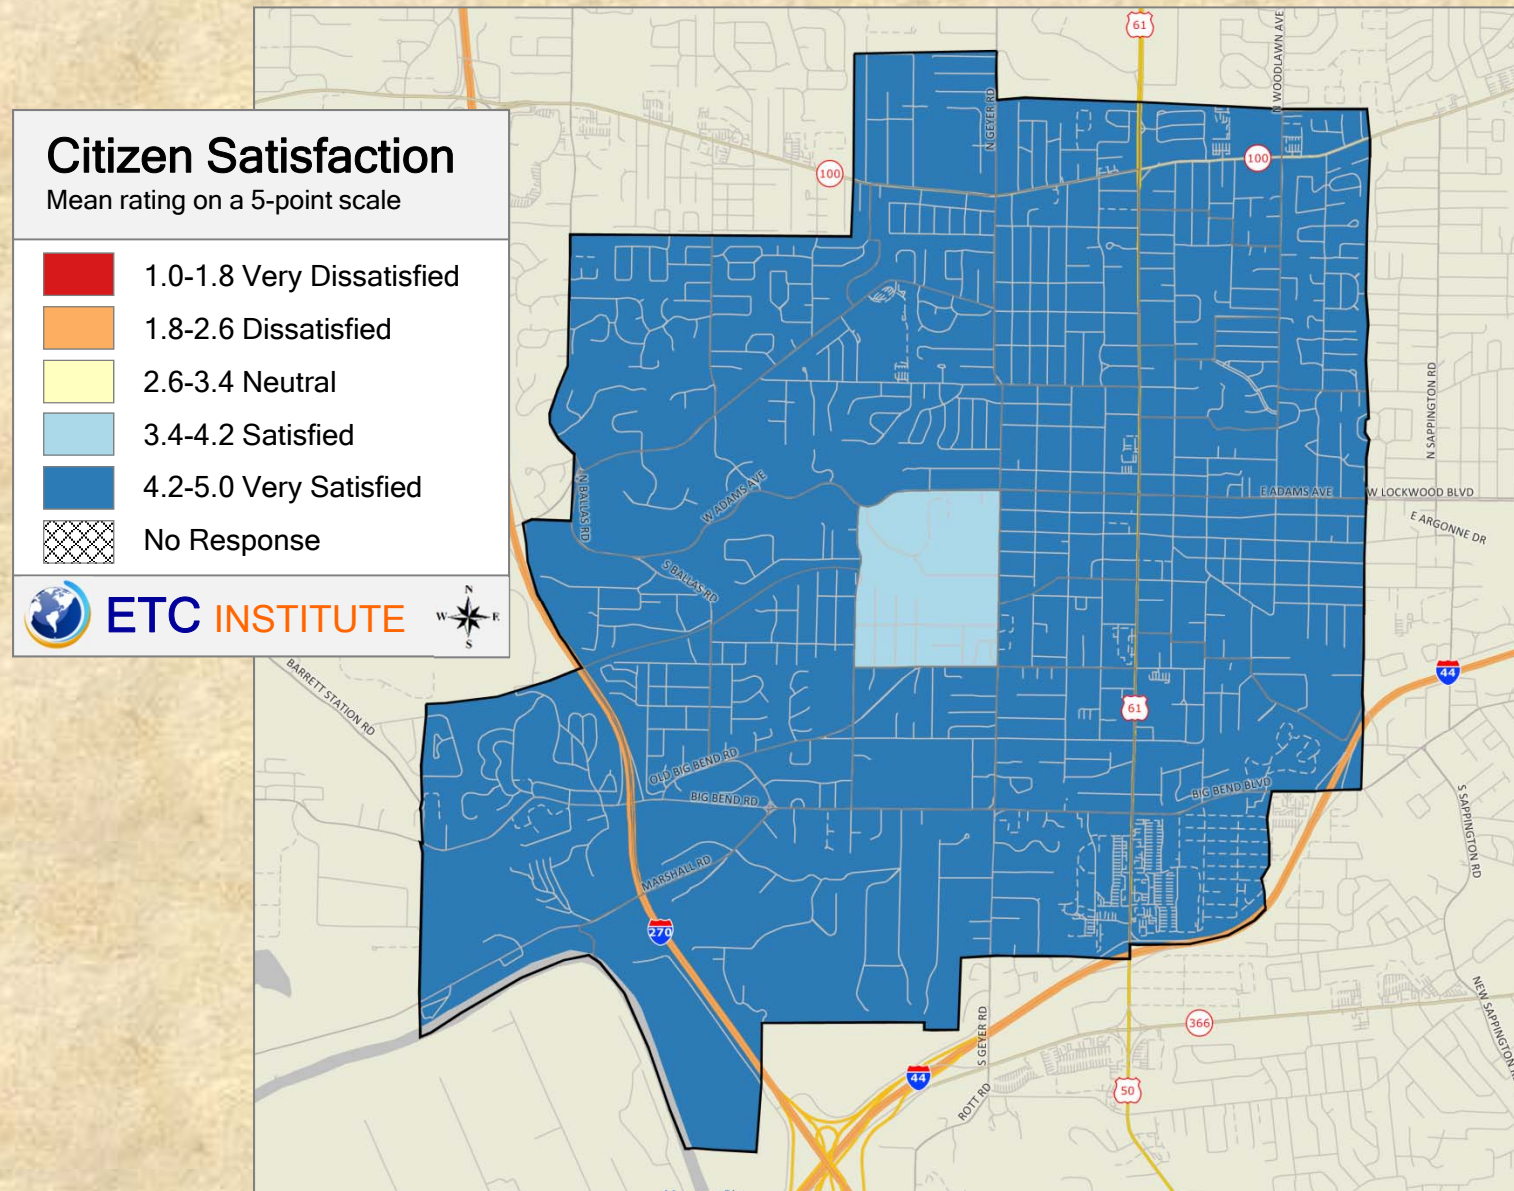 Citizen Satisfaction
Mean rating on a 5-point scale
1.0-1.8 Very Dissatisfied
1.8-2.6 Dissatisfied
2.6-3.4 Neutral
3.4-4.2 Satisfied
4.2-5.0 Very Satisfied
No Response
ETC INSTITUTE
N
W E
S
61
N WOODLAWN AVE
N GEYER RD
100
100
N SAPPINGTON RD
N BALLAS RD
W ADAMS AVE
E ADAMS AVE
W LOCKWOOD BLVD
E ARGONNE DR
S BALLAS RD
BARRETT STATION RD
44
61
OLD BIG BEND RD
BIG BEND RD
BIG BEND BLVD
S SAPPINGTON RD
MARSHALL RD
270
NEW SAPPINGTON
S GEYER RD
366
44
50
ROTT RD